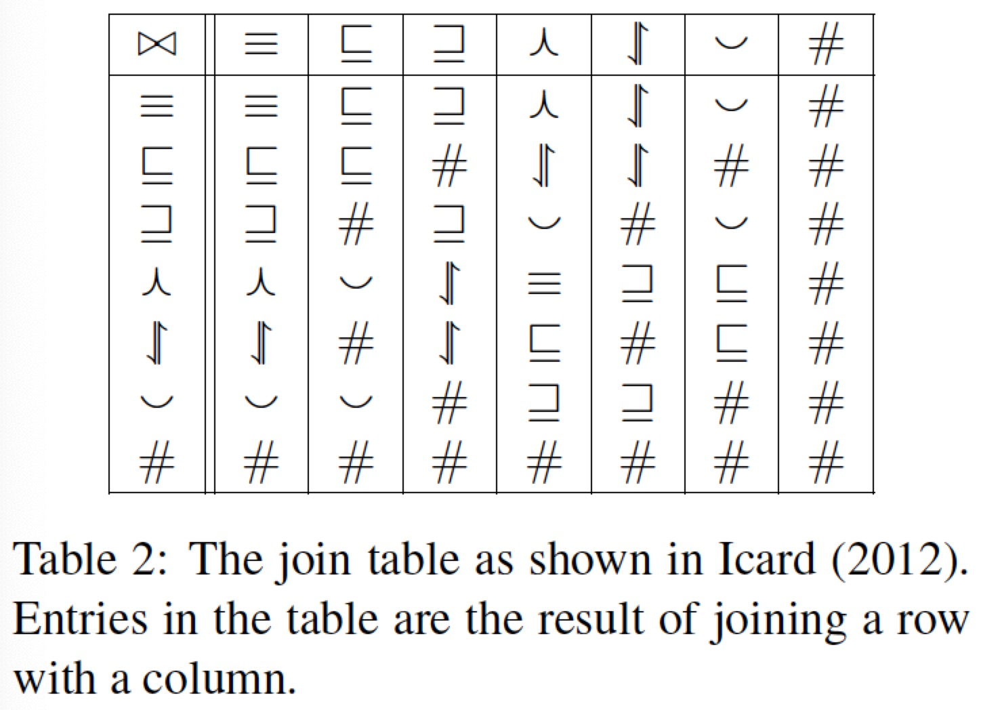 ⋈ ≡ ⊑ ⊒ ⋏ ⥮ ⌣ #
≡ ≡ ⊑ ⊒ ⋏ ⥮ ⌣ #
⊑ ⊑ ⊑ # ⥮ ⥮ # #
⊒ ⊒ # ⊒ ⌣ # ⌣ #
⋏ ⋏ ⌣ ⥮ ≡ ⊒ ⊑ #
⥮ ⥮ # ⥮ ⊑ # ⊑ #
⌣ ⌣ ⌣ # ⊒ ⊒ # #
# # # # # # # #
Table 2: The join table as shown in Icard (2012).
Entries in the table are the result of joining a row
with a column.